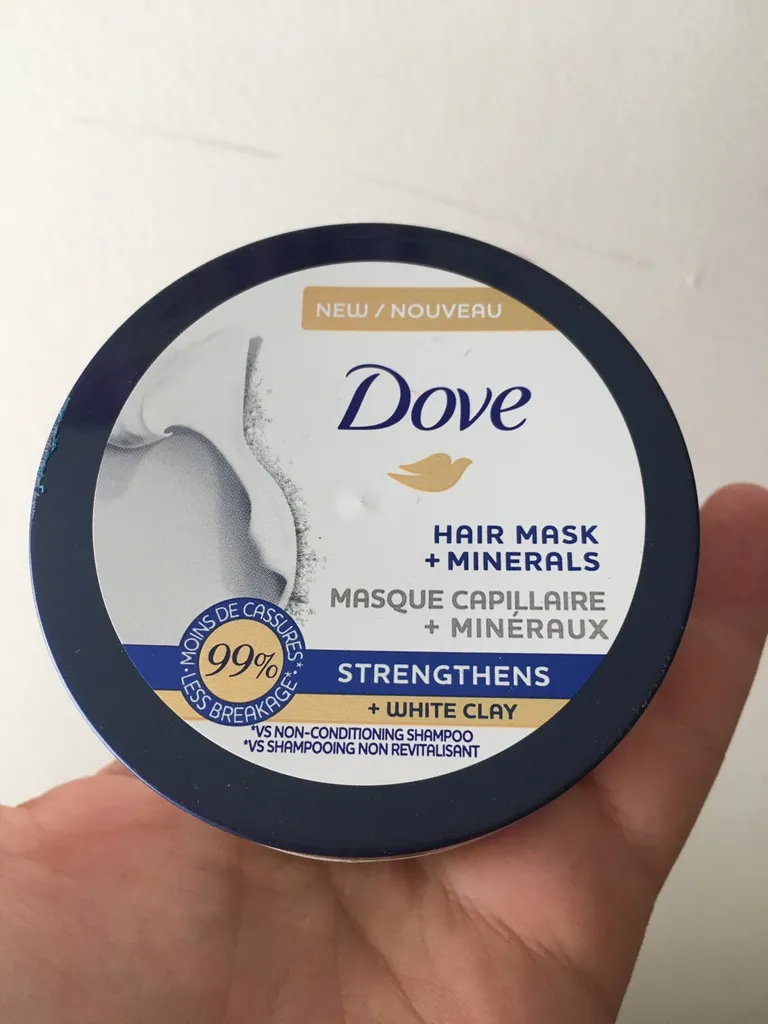 NEW / NOUVEAU
Dove
HAIR MASK
+ MINERALS
MASQUE CAPILLAIRE
+ MINÉRAUX
MOINS DE CASSURES*
99%
LESS BREAKAGE*
STRENGTHENS
+ WHITE CLAY
*VS NON-CONDITIONING SHAMPOO
*VS SHAMPOOING NON REVITALISANT